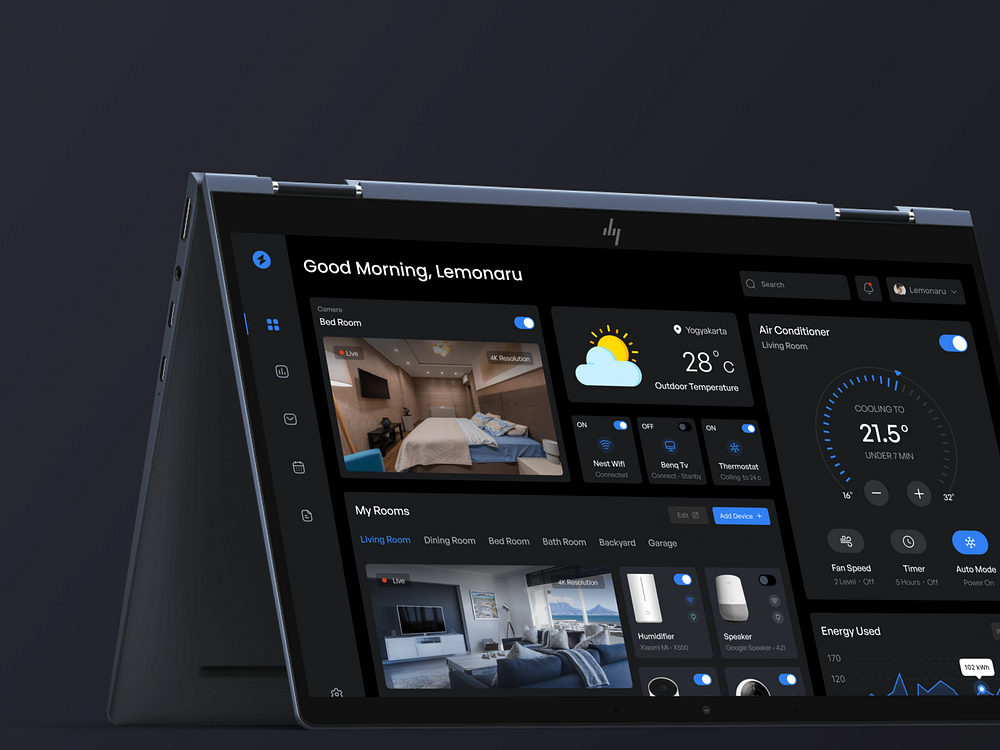 Good Morning, Lemonaru
Search
Lemonaru
Camera
Bed Room
Live
4K Resolution
Yogyakarta
28°C
Outdoor Temperature
ON
Nest Wifi
Connected
OFF
Benq Tv
Connect - Stanby
ON
Thermostat
Colling to 24 c
Air Conditioner
Living Room
COOLING TO
21.5°
UNDER 7 MIN
16°
32°
Fan Speed
2 Level · Off
Timer
5 Hours · Off
Auto Mode
Power On
My Rooms
Edit
Add Device +
Living Room Dining Room Bed Room Bath Room Backyard Garage
Live
4K Resolution
Humidifier
Xiaomi Mi - X500
Speaker
Google Speaker - A21
Energy Used
170
120
102 kWh
hp